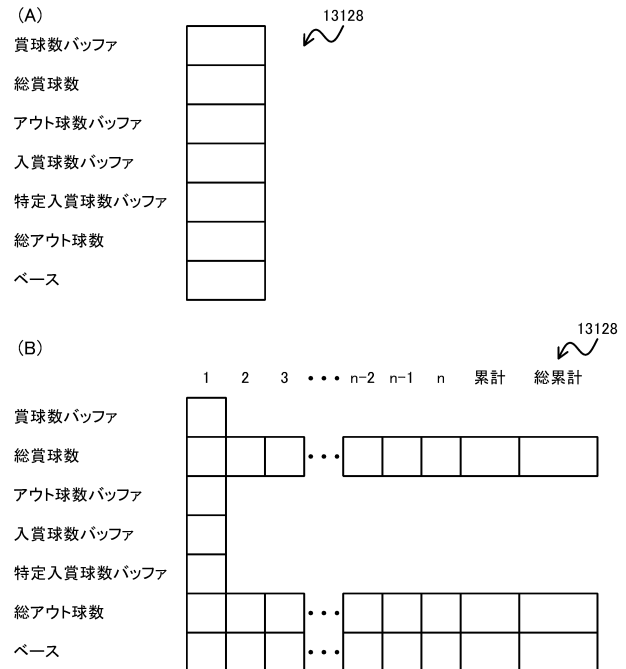 (A)
13128
賞球数バッファ
総賞球数
アウト球数バッファ
入賞球数バッファ
特定入賞球数バッファ
総アウト球数
ベース
(B)
13128
1 2 3 ・・・ n-2 n-1 n 累計 総累計
賞球数バッファ
総賞球数 ・・・
アウト球数バッファ
入賞球数バッファ
特定入賞球数バッファ
総アウト球数 ・・・
ベース ・・・